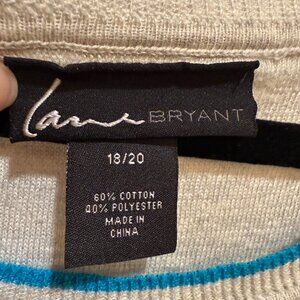 Lane BRYANT
18/20
60% COTTON
40% POLYESTER
MADE IN
CHINA